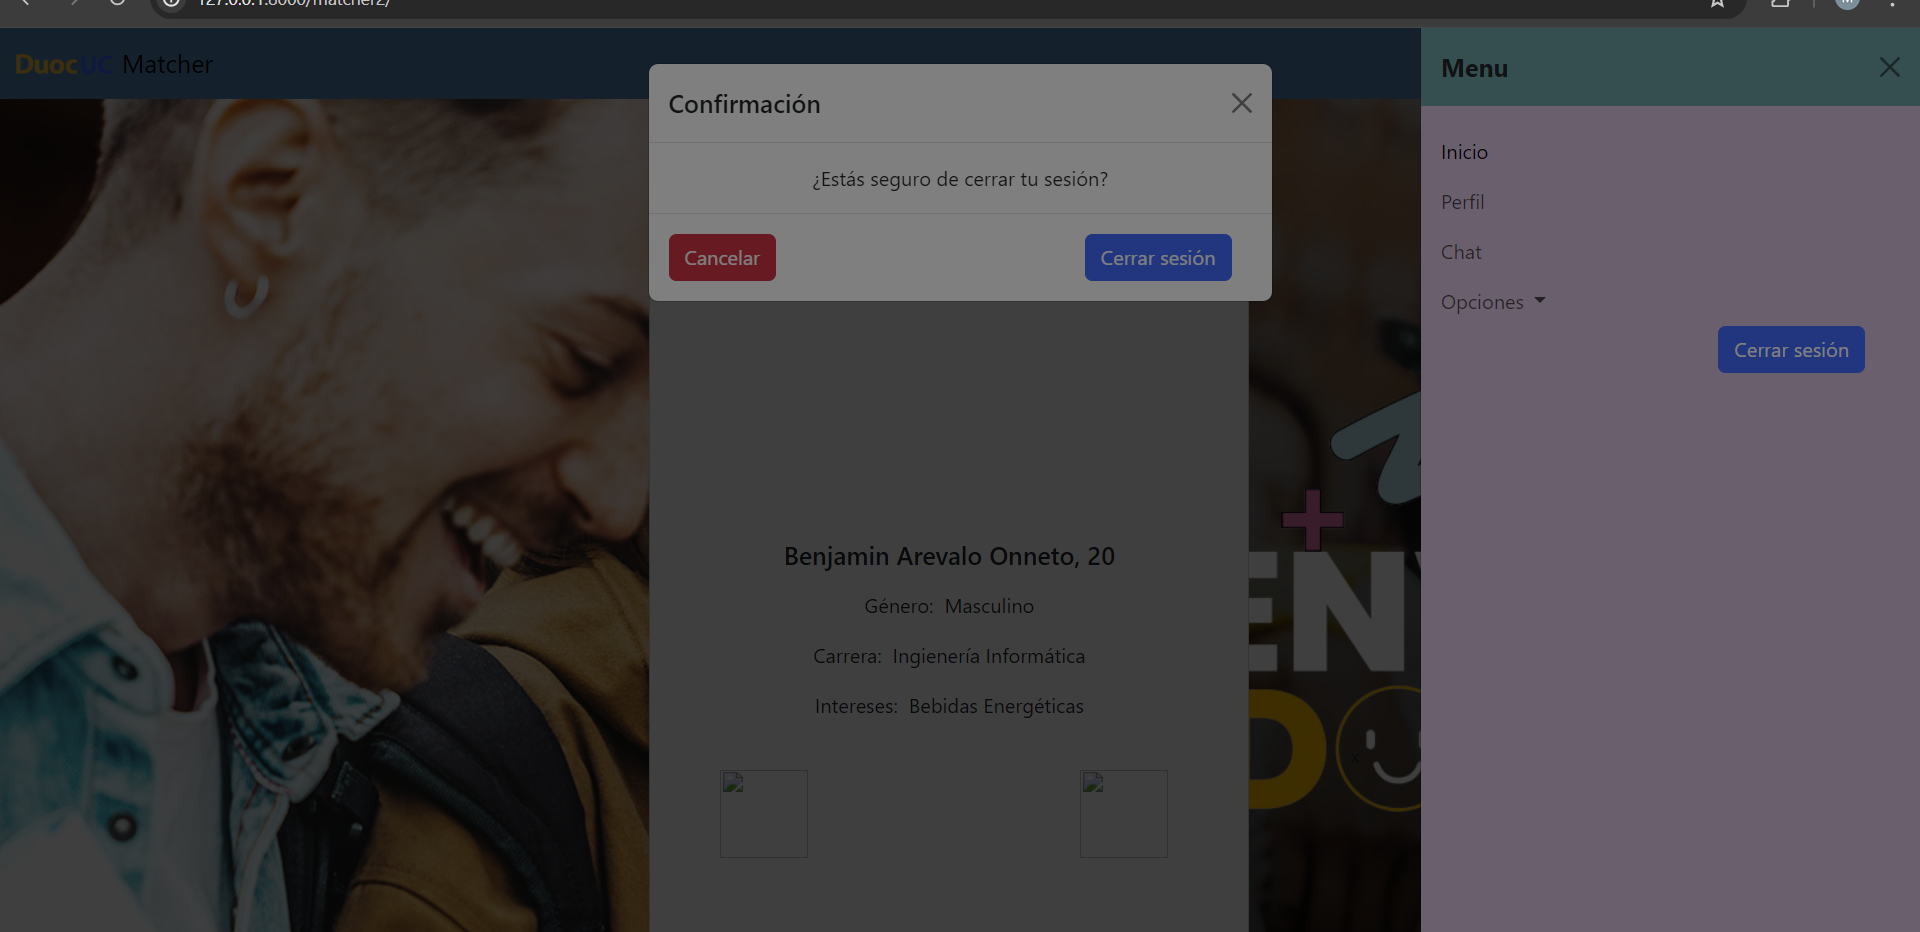 127.0.0.1:8000/matcher2/
DuocUC Matcher
Menu
Confirmación
¿Estás seguro de cerrar tu sesión?
Cancelar
Cerrar sesión
Inicio
Perfil
Chat
Opciones
Cerrar sesión
Benjamin Arevalo Onneto, 20
Género: Masculino
Carrera: Ingienería Informática
Intereses: Bebidas Energéticas